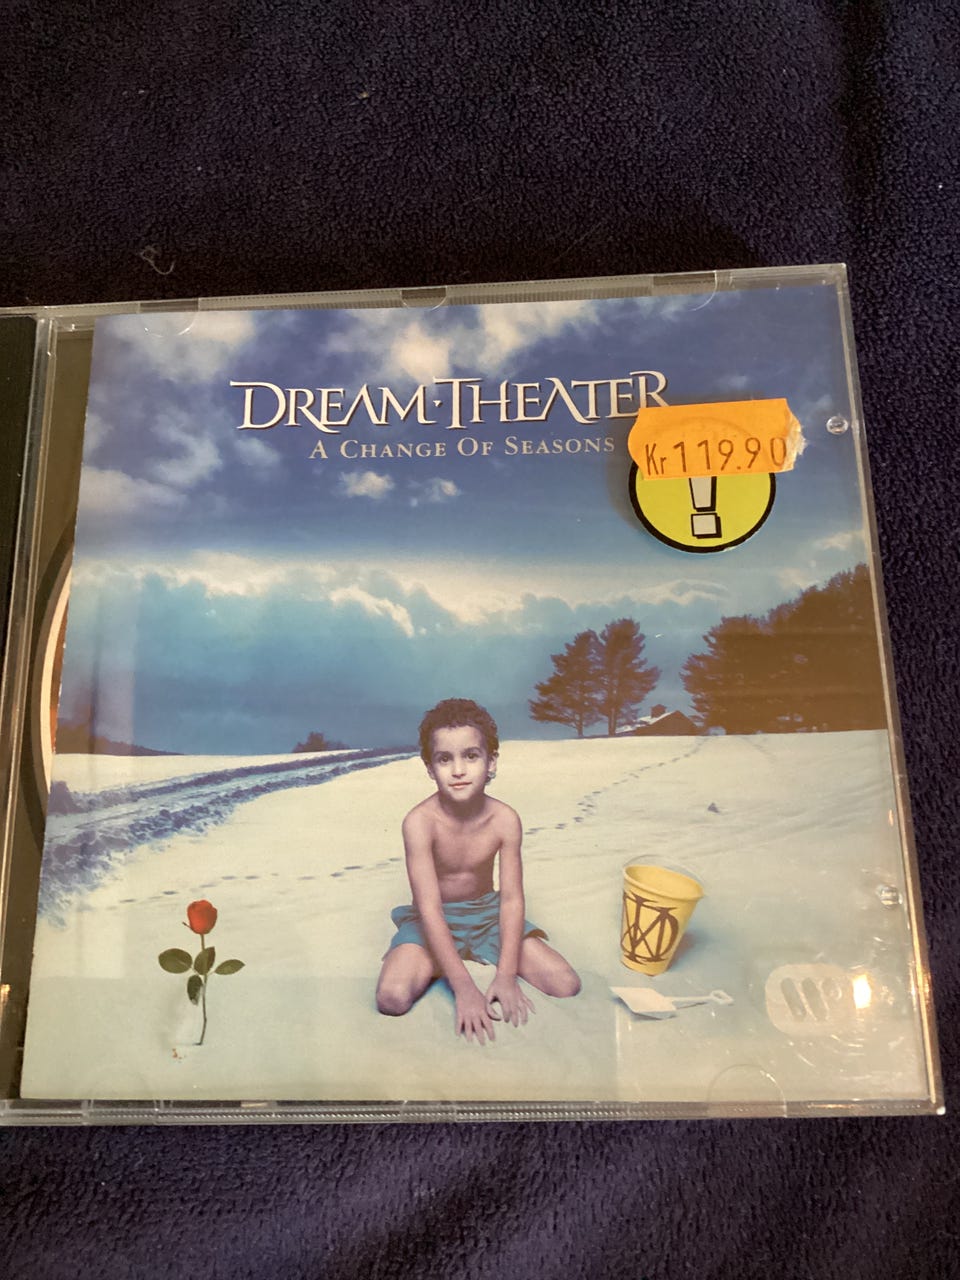 DREAM·THEATER
A CHANGE OF SEASONS
Kr 119.90
!